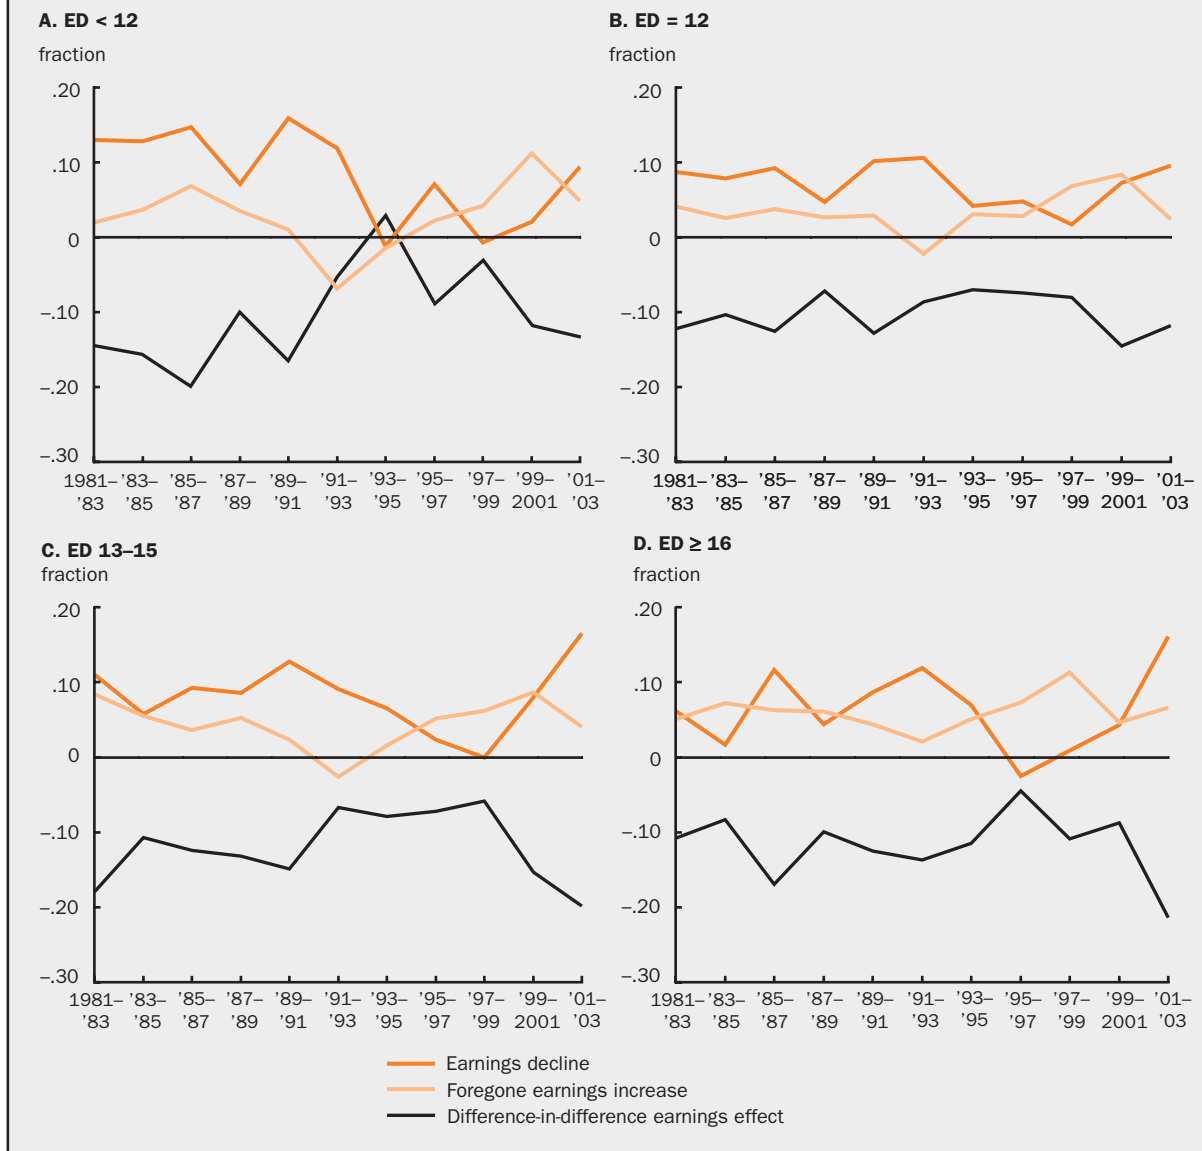 A. ED < 12
fraction
.20
.10
0
–.10
–.20
–.30
1981– ’83– ’85– ’87– ’89– ’91– ’93– ’95– ’97– ’99– ’01–
’83 ’85 ’87 ’89 ’91 ’93 ’95 ’97 ’99 2001 ’03
B. ED = 12
fraction
.20
.10
0
–.10
–.20
–.30
1981– ’83– ’85– ’87– ’89– ’91– ’93– ’95– ’97– ’99– ’01–
’83 ’85 ’87 ’89 ’91 ’93 ’95 ’97 ’99 2001 ’03
C. ED 13–15
fraction
.20
.10
0
–.10
–.20
–.30
1981– ’83– ’85– ’87– ’89– ’91– ’93– ’95– ’97– ’99– ’01–
’83 ’85 ’87 ’89 ’91 ’93 ’95 ’97 ’99 2001 ’03
D. ED ≥ 16
fraction
.20
.10
0
–.10
–.20
–.30
1981– ’83– ’85– ’87– ’89– ’91– ’93– ’95– ’97– ’99– ’01–
’83 ’85 ’87 ’89 ’91 ’93 ’95 ’97 ’99 2001 ’03
Earnings decline
Foregone earnings increase
Difference-in-difference earnings effect